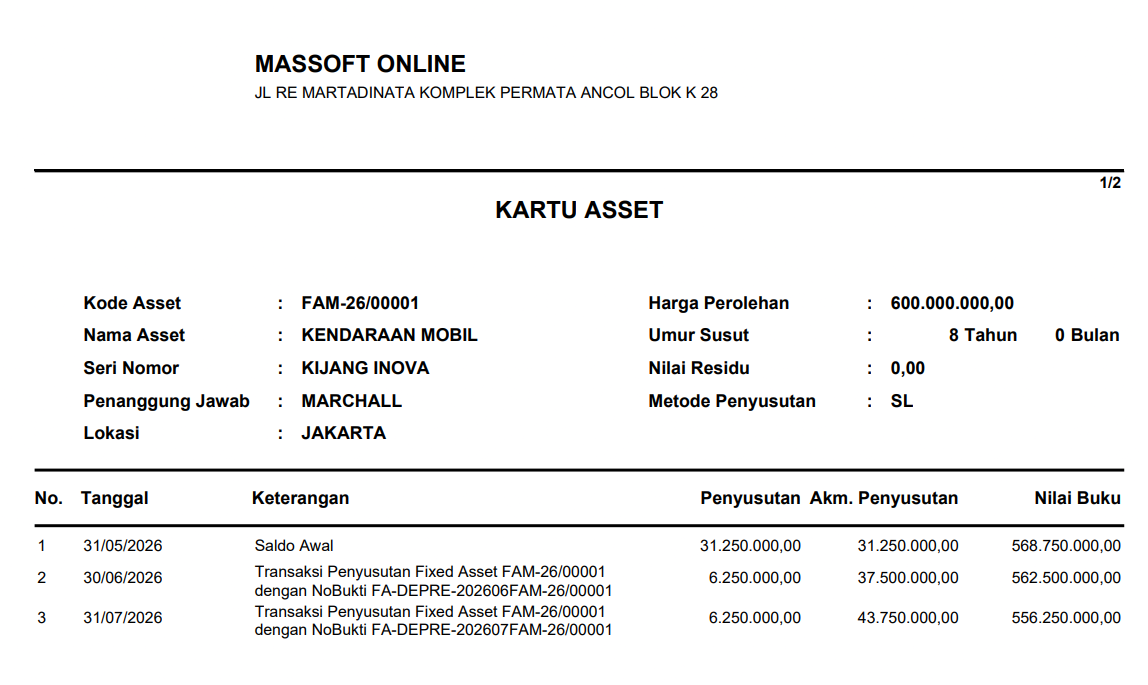 MASSOFT ONLINE
JL RE MARTADINATA KOMPLEK PERMATA ANCOL BLOK K 28
1/2
KARTU ASSET
Kode Asset : FAM-26/00001 Harga Perolehan : 600.000.000,00
Nama Asset : KENDARAAN MOBIL Umur Susut : 8 Tahun 0 Bulan
Seri Nomor : KIJANG INOVA Nilai Residu : 0,00
Penanggung Jawab : MARCHALL Metode Penyusutan : SL
Lokasi : JAKARTA
No. Tanggal Keterangan Penyusutan Akm. Penyusutan Nilai Buku
1 31/05/2026 Saldo Awal 31.250.000,00 31.250.000,00 568.750.000,00
2 30/06/2026 Transaksi Penyusutan Fixed Asset FAM-26/00001 6.250.000,00 37.500.000,00 562.500.000,00
dengan NoBukti FA-DEPRE-202606FAM-26/00001
3 31/07/2026 Transaksi Penyusutan Fixed Asset FAM-26/00001 6.250.000,00 43.750.000,00 556.250.000,00
dengan NoBukti FA-DEPRE-202607FAM-26/00001